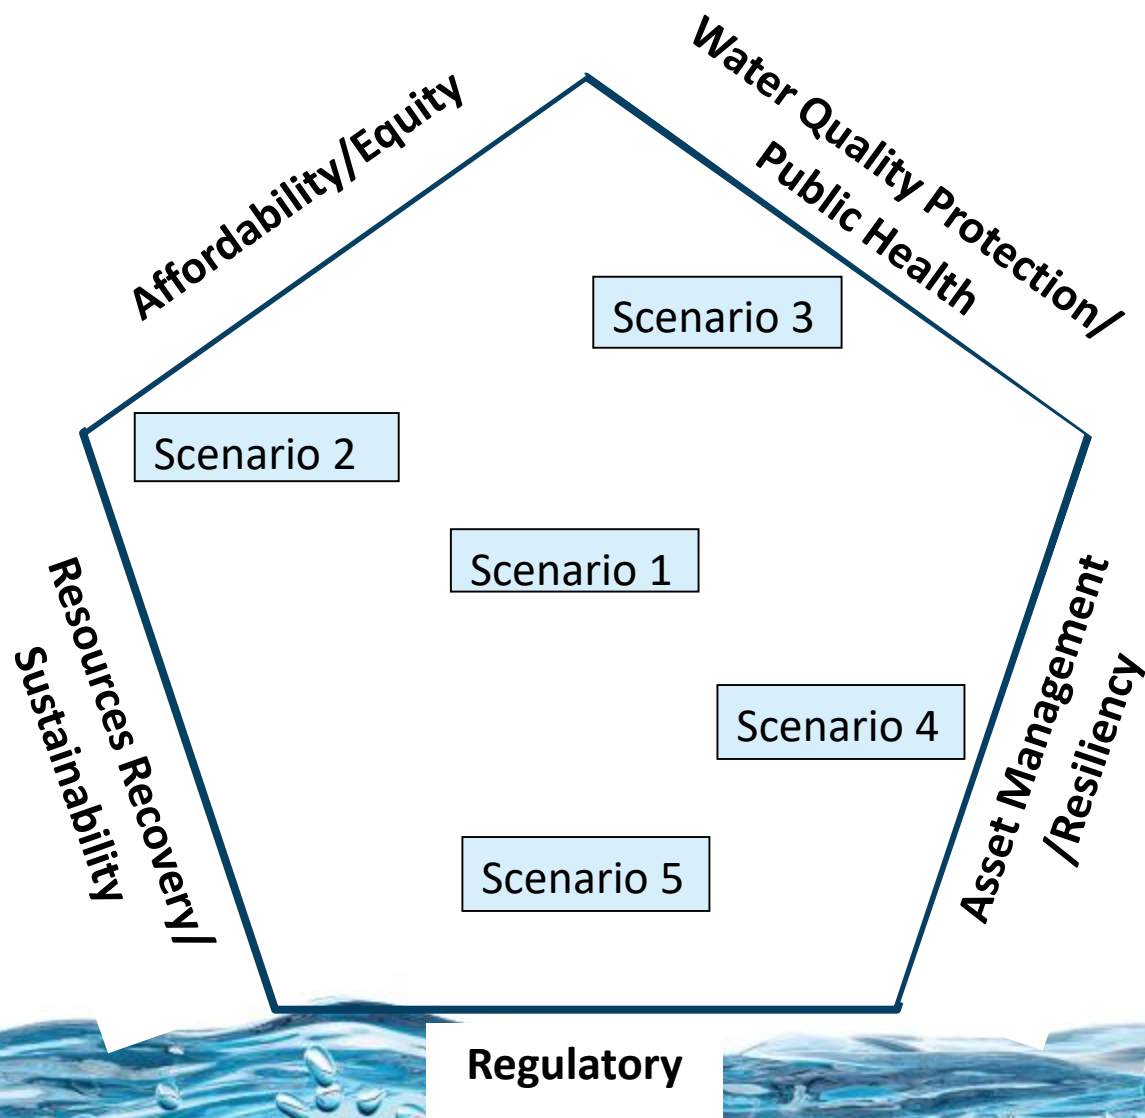 Water Quality Protection/
Public Health
Affordability/Equity
Scenario 3
Scenario 2
Scenario 1
Resources Recovery/
Sustainability
Asset Management
/Resiliency
Scenario 4
Scenario 5
Regulatory